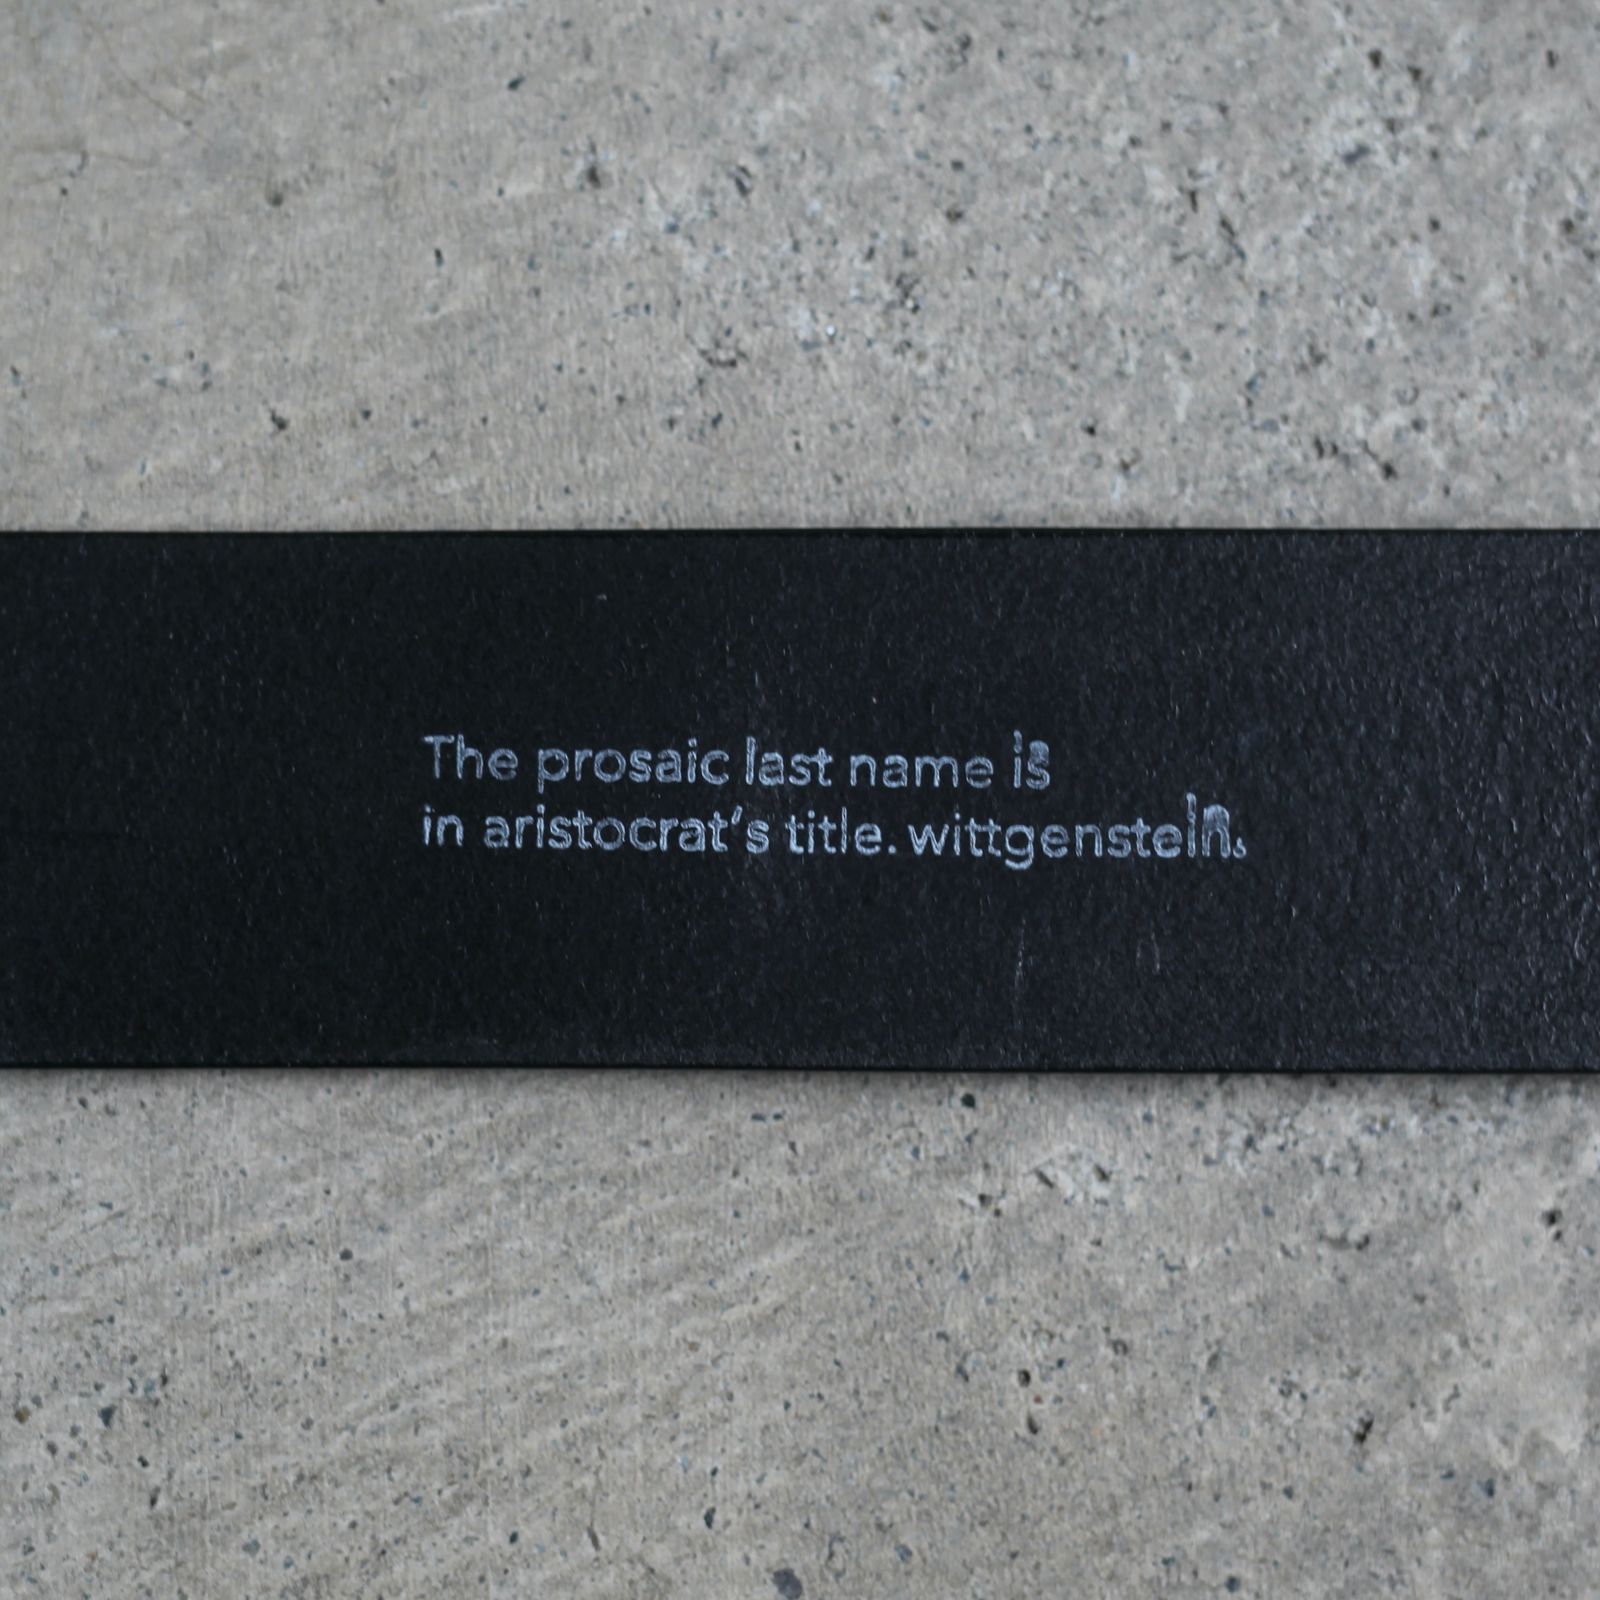 The prosaic last name is
in aristocrat's title. wittgenstein.